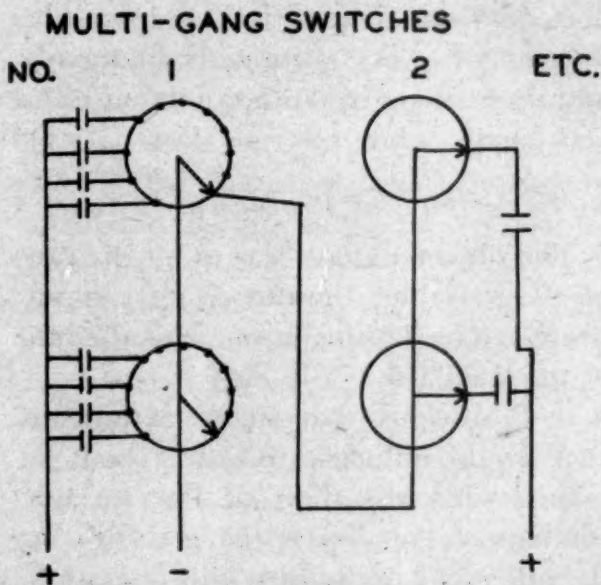 MULTI-GANG SWITCHES
NO. 1 2 ETC.
+ - +